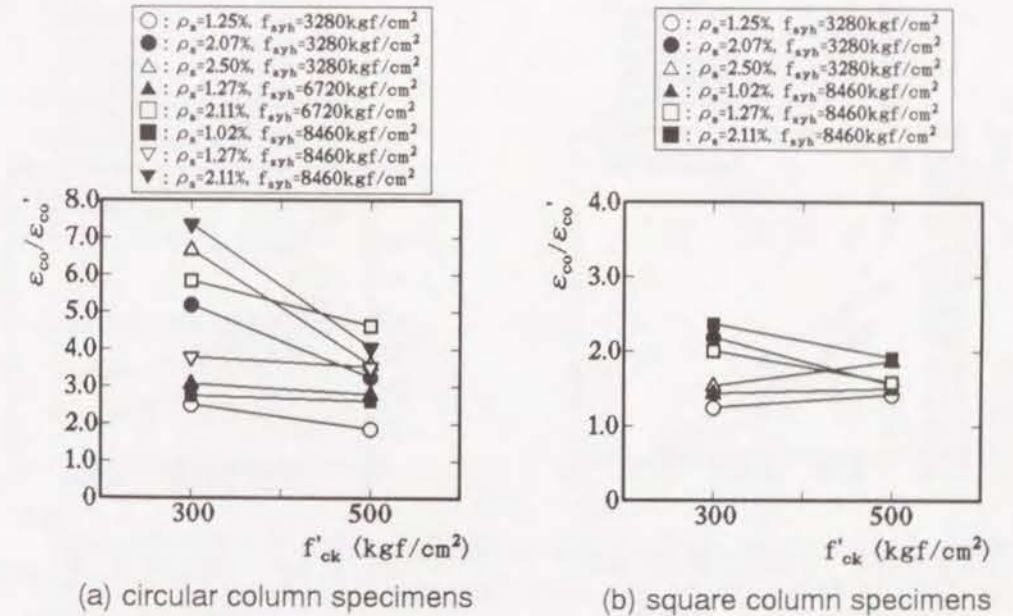 ○ : ρs=1.25%, fsyh=3280kgf/cm²
● : ρs=2.07%, fsyh=3280kgf/cm²
△ : ρs=2.50%, fsyh=3280kgf/cm²
▲ : ρs=1.27%, fsyh=6720kgf/cm²
□ : ρs=2.11%, fsyh=6720kgf/cm²
■ : ρs=1.02%, fsyh=8460kgf/cm²
▽ : ρs=1.27%, fsyh=8460kgf/cm²
▼ : ρs=2.11%, fsyh=8460kgf/cm²
εco/εco'
8.0
7.0
6.0
5.0
4.0
3.0
2.0
1.0
0
300 500
f'ck (kgf/cm²)
(a) circular column specimens
○ : ρs=1.25%, fsyh=3280kgf/cm²
● : ρs=2.07%, fsyh=3280kgf/cm²
△ : ρs=2.50%, fsyh=3280kgf/cm²
▲ : ρs=1.02%, fsyh=8460kgf/cm²
□ : ρs=1.27%, fsyh=8460kgf/cm²
■ : ρs=2.11%, fsyh=8460kgf/cm²
εco/εco'
4.0
3.0
2.0
1.0
0
300 500
f'ck (kgf/cm²)
(b) square column specimens